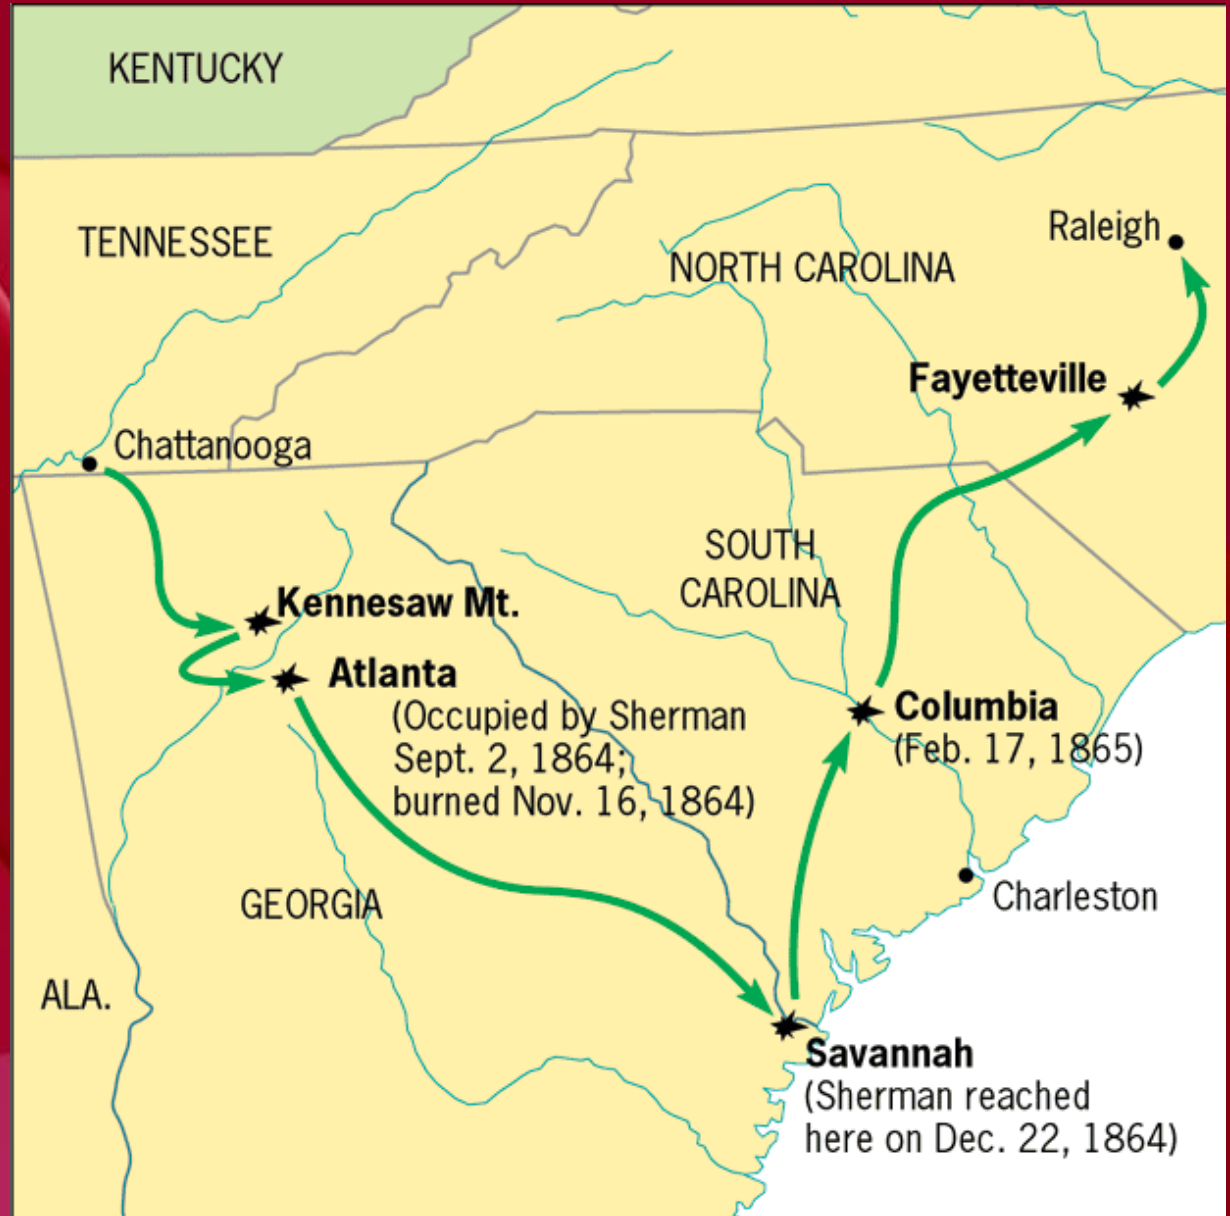 KENTUCKY
TENNESSEE
Raleigh
NORTH CAROLINA
Fayetteville
Chattanooga
SOUTH
CAROLINA
Kennesaw Mt.
Atlanta
(Occupied by Sherman
Sept. 2, 1864;
burned Nov. 16, 1864)
Columbia
(Feb. 17, 1865)
GEORGIA
Charleston
ALA.
Savannah
(Sherman reached
here on Dec. 22, 1864)